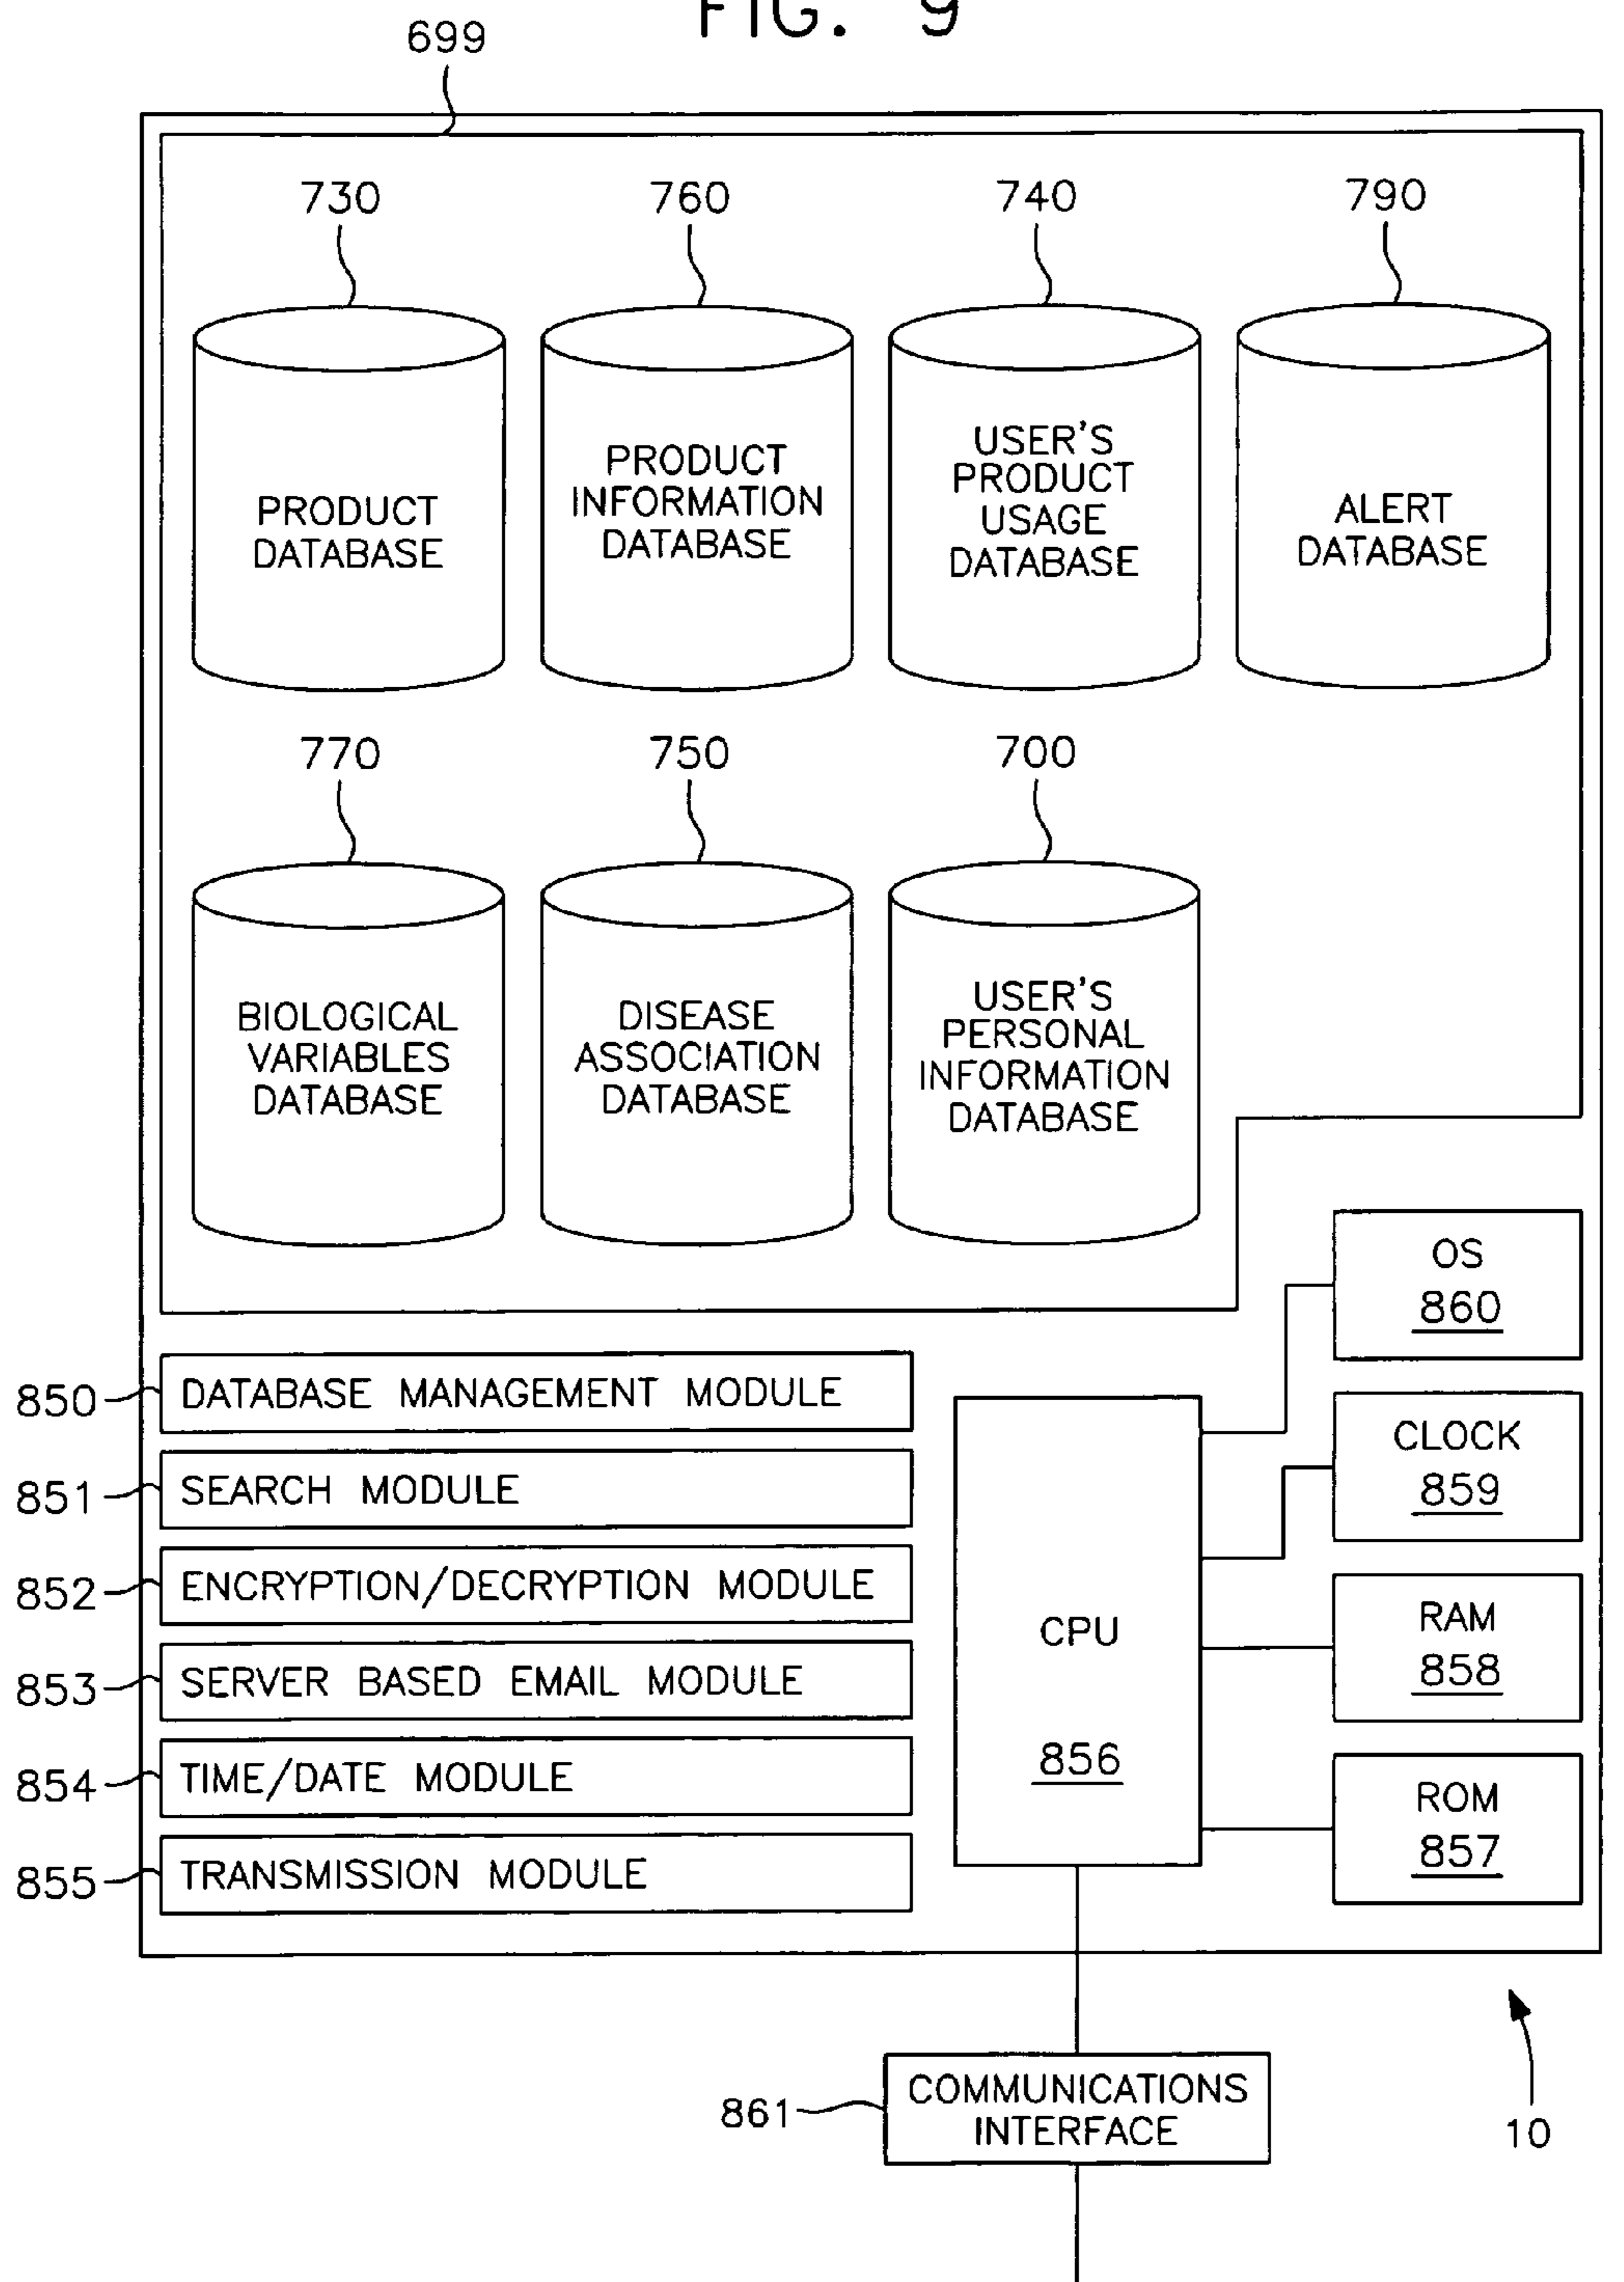 FIG. 9
699
730
760
740
790
PRODUCT
DATABASE
PRODUCT
INFORMATION
DATABASE
USER'S
PRODUCT
USAGE
DATABASE
ALERT
DATABASE
770
750
700
BIOLOGICAL
VARIABLES
DATABASE
DISEASE
ASSOCIATION
DATABASE
USER'S
PERSONAL
INFORMATION
DATABASE
OS
860
850
DATABASE MANAGEMENT MODULE
851
SEARCH MODULE
852
ENCRYPTION/DECRYPTION MODULE
853
SERVER BASED EMAIL MODULE
854
TIME/DATE MODULE
855
TRANSMISSION MODULE
CPU
856
CLOCK
859
RAM
858
ROM
857
861
COMMUNICATIONS
INTERFACE
10